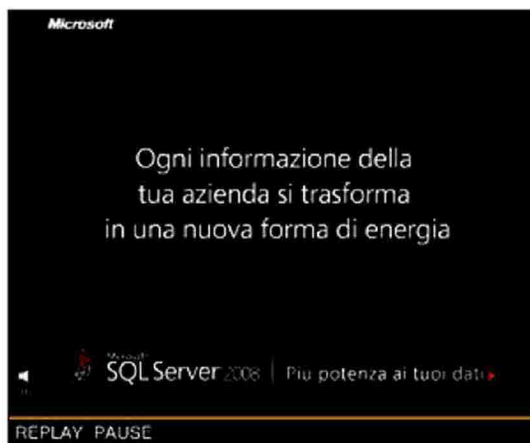 Microsoft
Ogni informazione della
tua azienda si trasforma
in una nuova forma di energia
Microsoft
SQL Server 2008 | Più potenza ai tuoi dati
REPLAY PAUSE